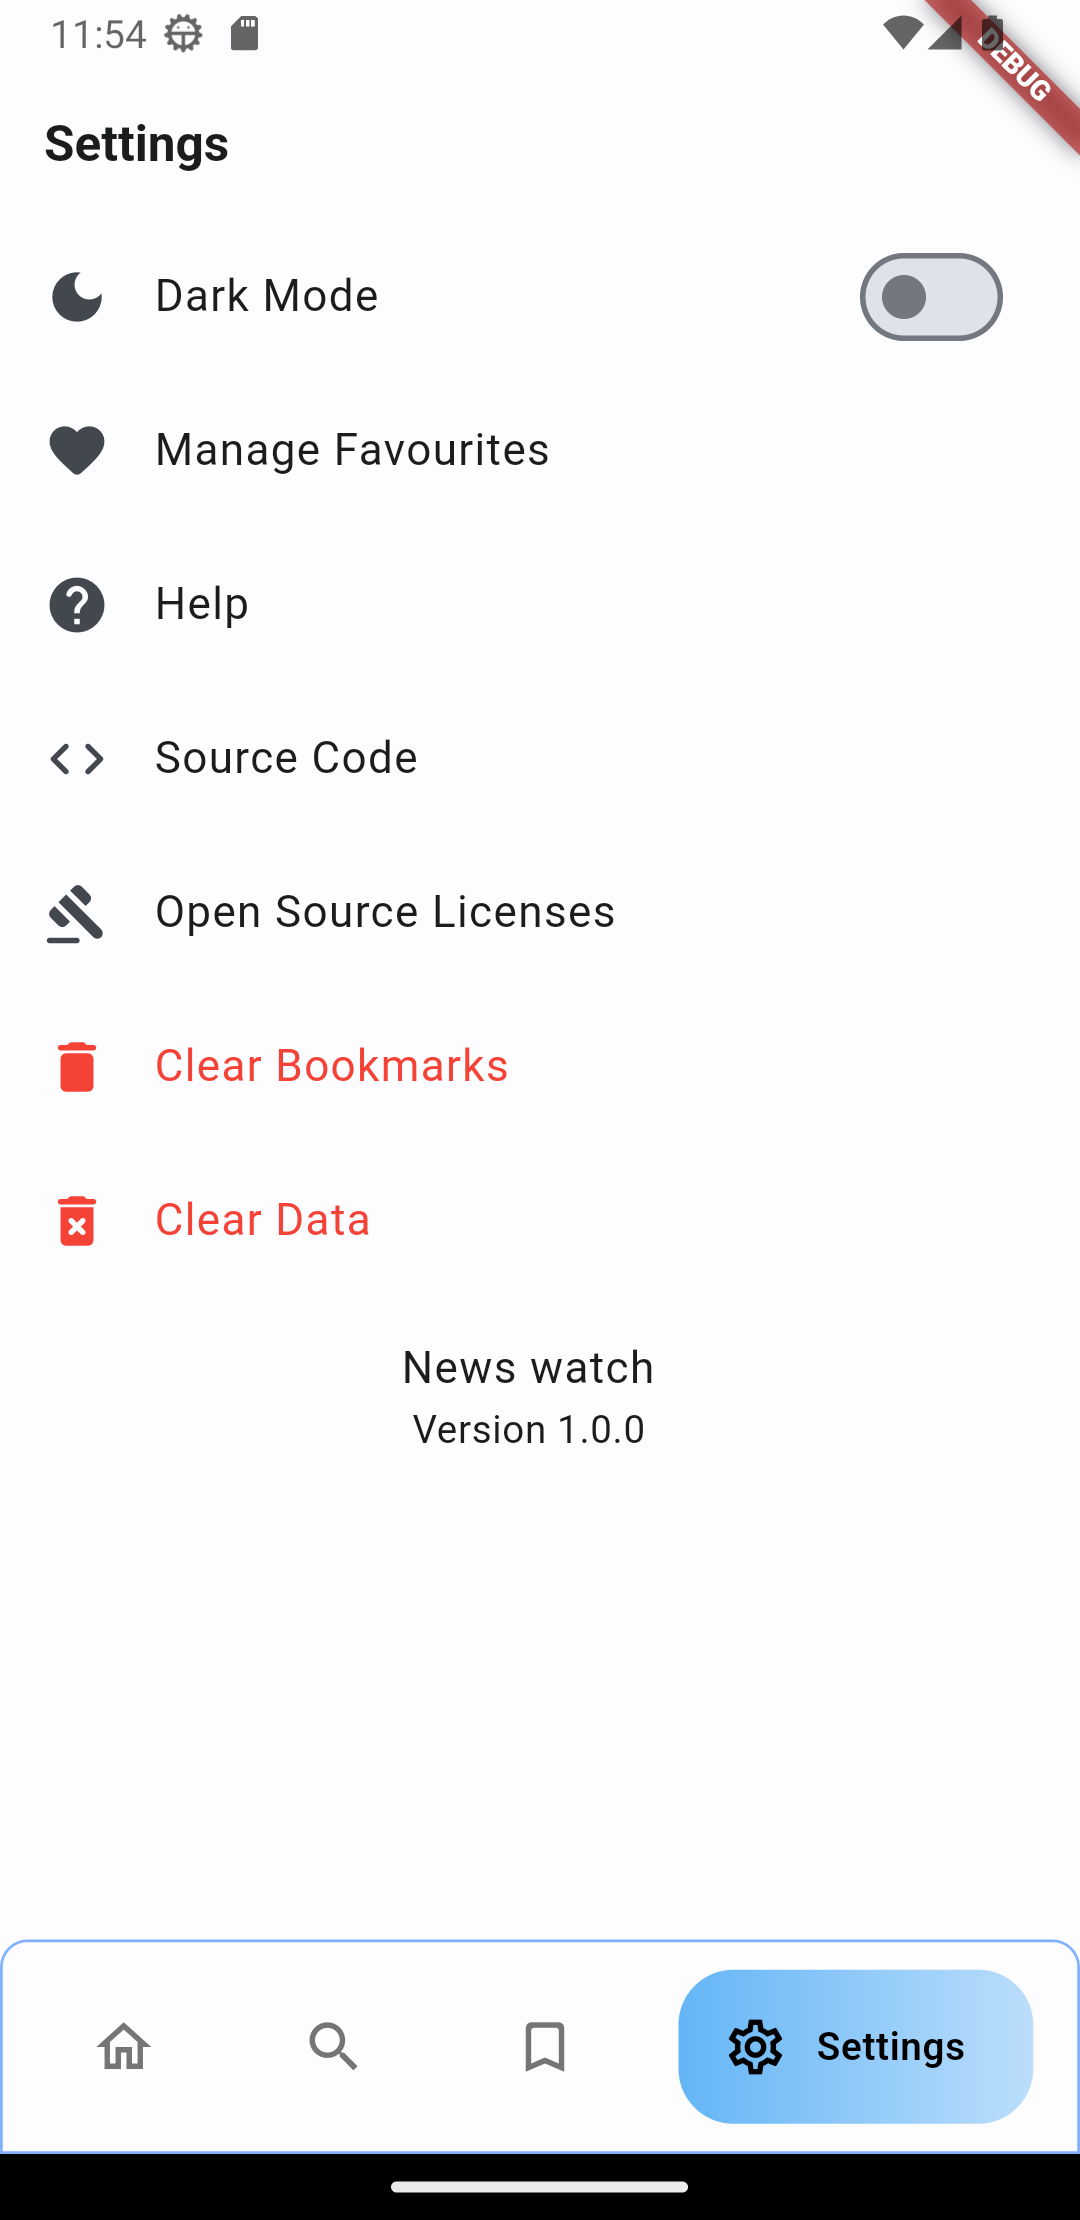 11:54
DEBUG
Settings
Dark Mode
Manage Favourites
Help
Source Code
Open Source Licenses
Clear Bookmarks
Clear Data
News watch
Version 1.0.0
Settings